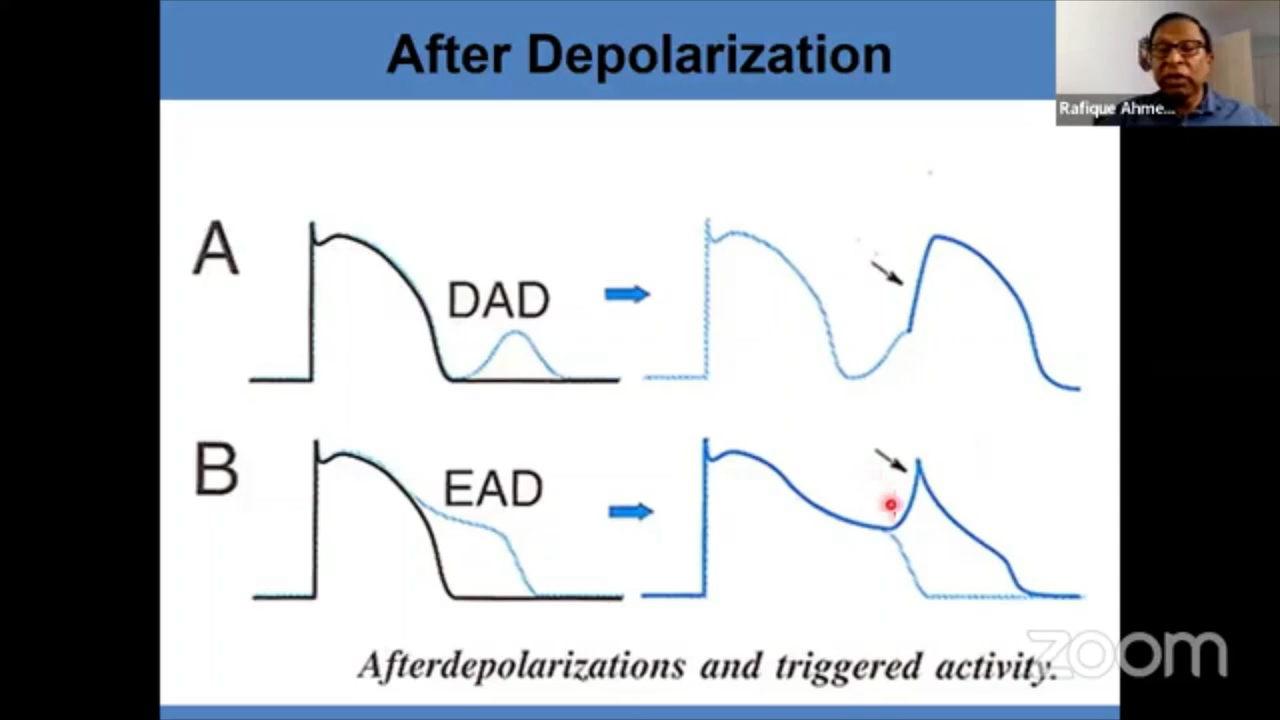 After Depolarization
Rafique Ahme...
A
DAD
B
EAD
Afterdepolarizations and triggered activity.
zoom